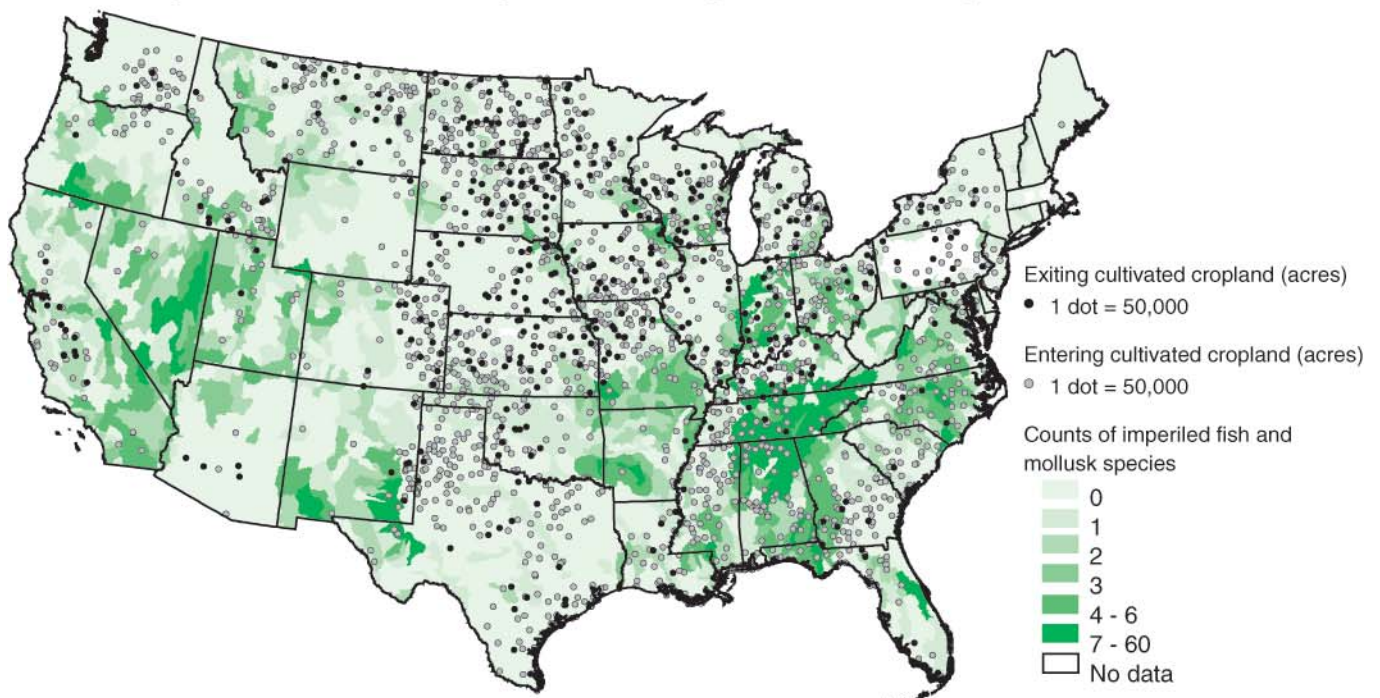 Exiting cultivated cropland (acres)
1 dot = 50,000
Entering cultivated cropland (acres)
1 dot = 50,000
Counts of imperiled fish and
mollusk species
0
1
2
3
4 - 6
7 - 60
No data